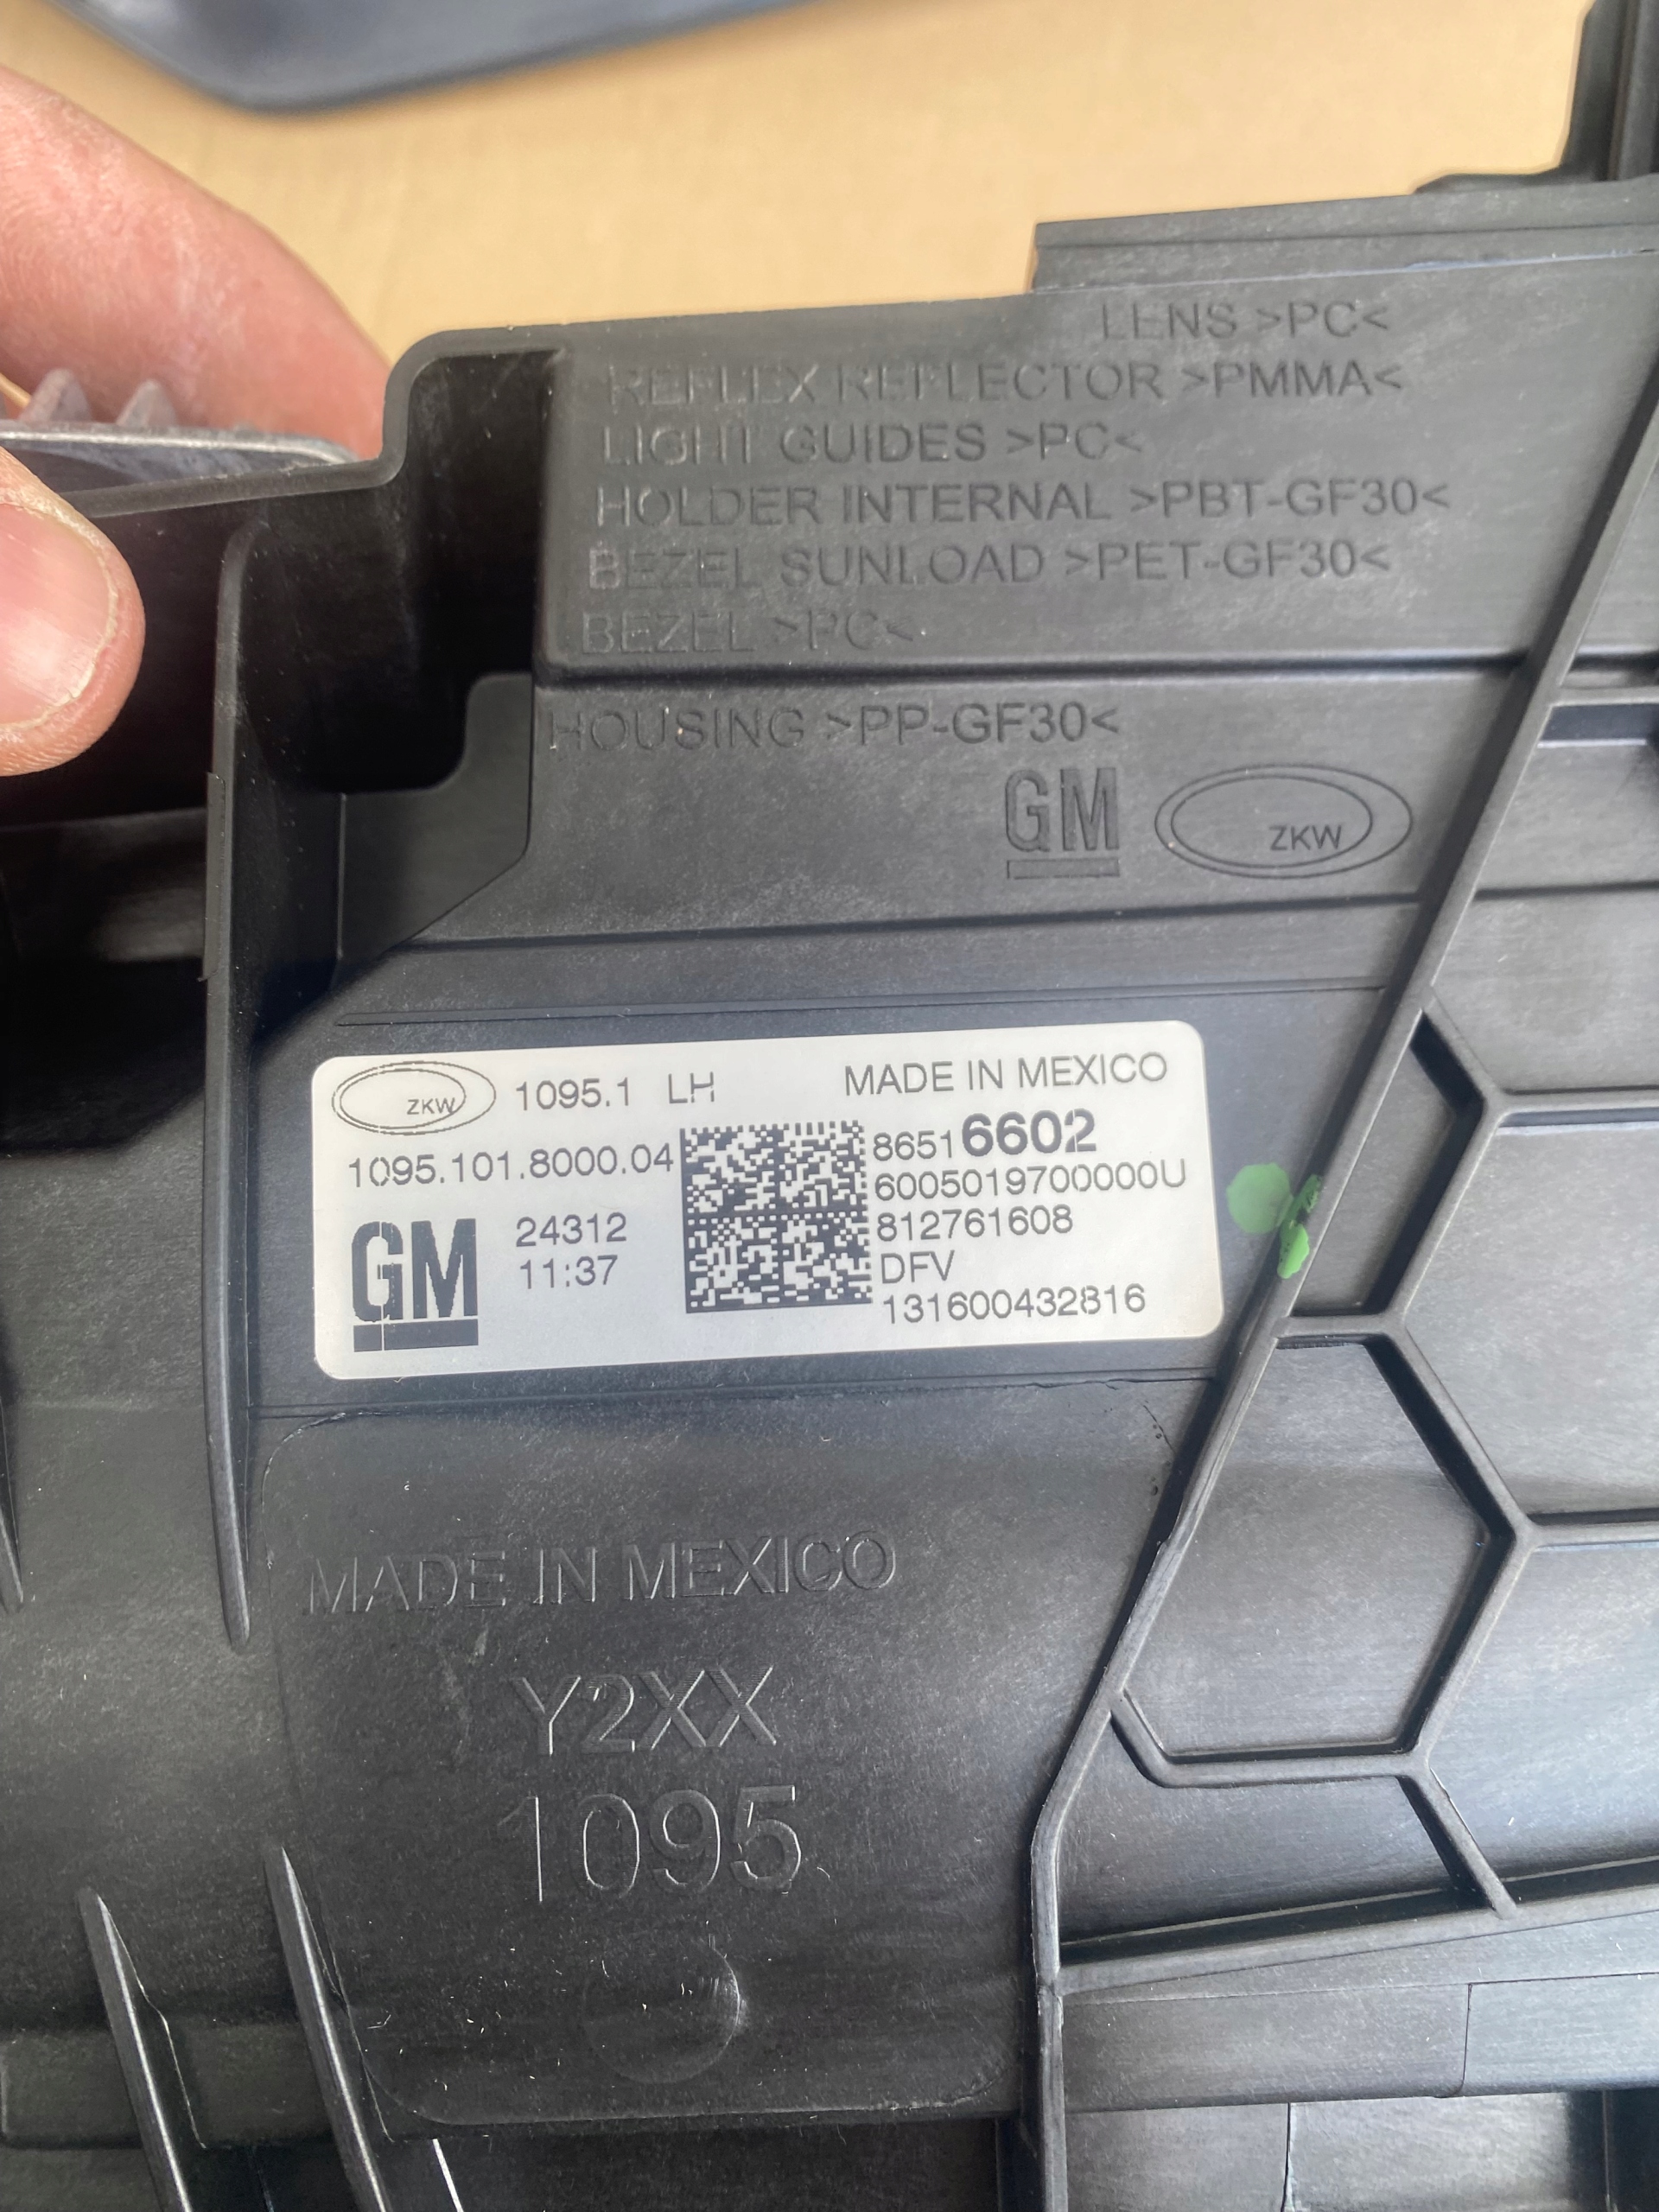 LENS >PC<
REFLEX REFLECTOR >PMMA<
LIGHT GUIDES >PC<
HOLDER INTERNAL >PBT-GF30<
BEZEL SUNLOAD >PET-GF30<
BEZEL >PC<
HOUSING >PP-GF30<
GM ZKW
ZKW 1095.1 LH MADE IN MEXICO
1095.101.8000.04 86516602
6005019700000U
GM 24312 812761608
11:37 DFV
131600432816
MADE IN MEXICO
Y2XX
1095